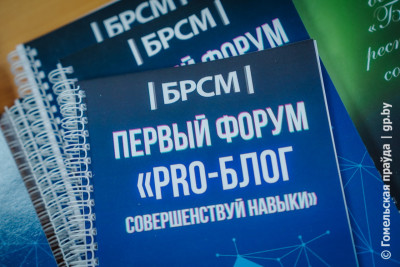 | БРСМ |
ПЕРВЫЙ ФОРУМ
«PRO-БЛОГ
СОВЕРШЕНСТВУЙ НАВЫКИ»
| БРСМ |
ФОРУМ
| БРСМ |
© Гомельская праўда | gp.by